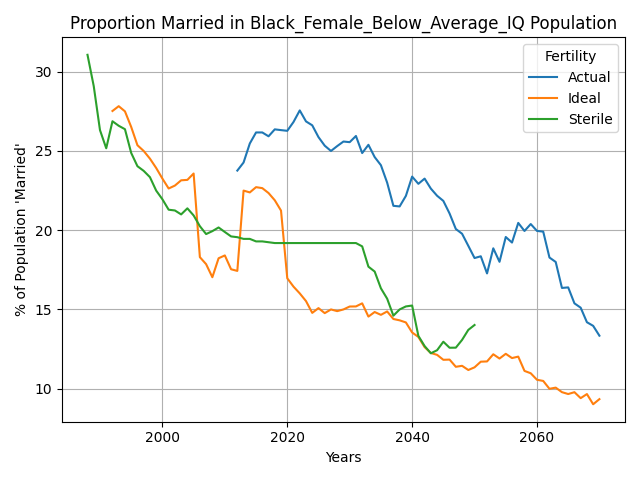 Proportion Married in Black_Female_Below_Average_IQ Population
% of Population 'Married'
30
25
20
15
10
Fertility
Actual
Ideal
Sterile
2000
2020
2040
2060
Years